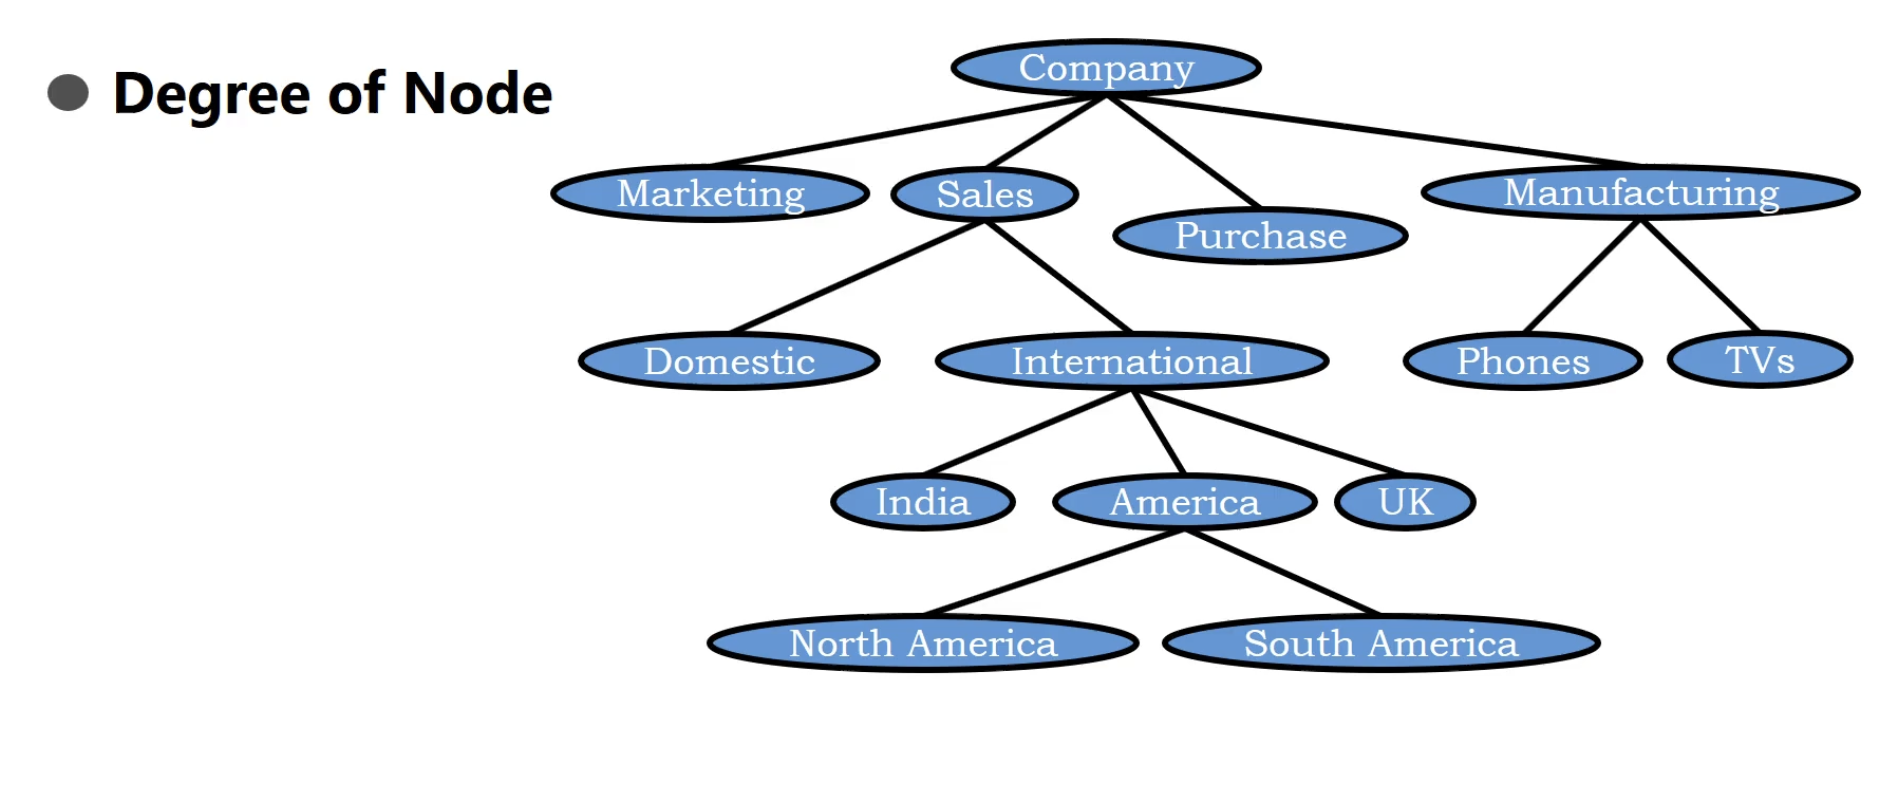 Degree of Node
Company
Marketing
Sales
Purchase
Manufacturing
Domestic
International
Phones
TVs
India
America
UK
North America
South America